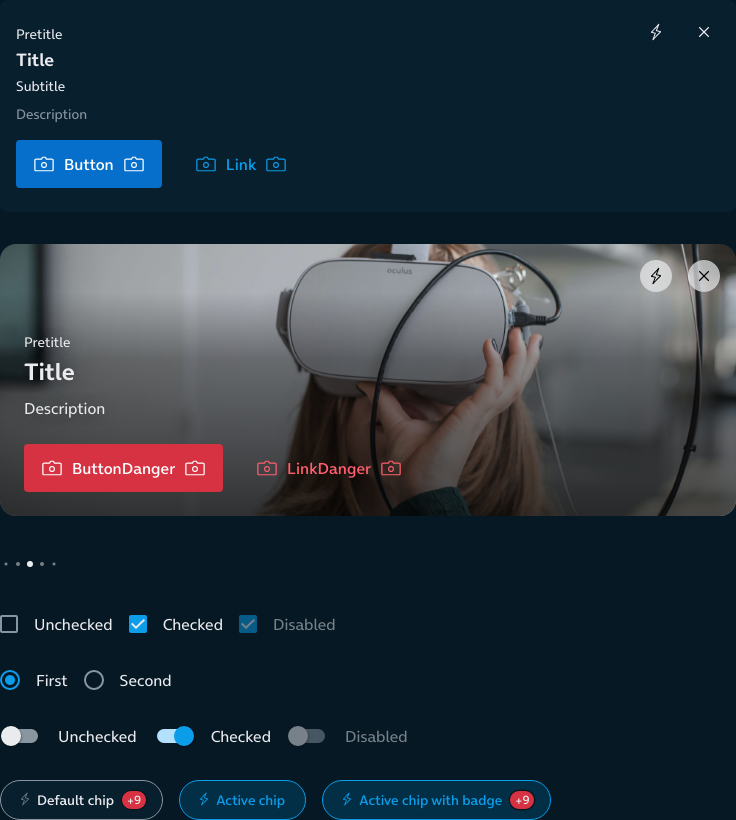 Pretitle
Title
Subtitle
Description
Button Link
oculus
Pretitle
Title
Description
ButtonDanger LinkDanger
Unchecked Checked Disabled
First Second
Unchecked Checked Disabled
Default chip +9 Active chip Active chip with badge +9